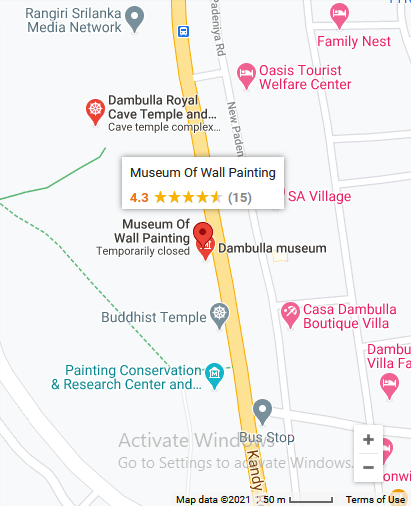 Rangiri Srilanka
Media Network
Padeniya Rd
Family Nest
Oasis Tourist
Welfare Center
Dambulla Royal
Cave Temple and...
Cave temple complex...
New Paden
Museum Of Wall Painting
4.3 (15)
SA Village
Museum Of
Wall Painting
Temporarily closed
Dambulla museum
Buddhist Temple
Casa Dambulla
Boutique Villa
Painting Conservation
& Research Center and...
Dambu
Villa Fa
Bus Stop
Kandy
onwi
Activate Windows
Go to Settings to activate Windows.
+
−
Map data ©2021
50 m
Terms of Use